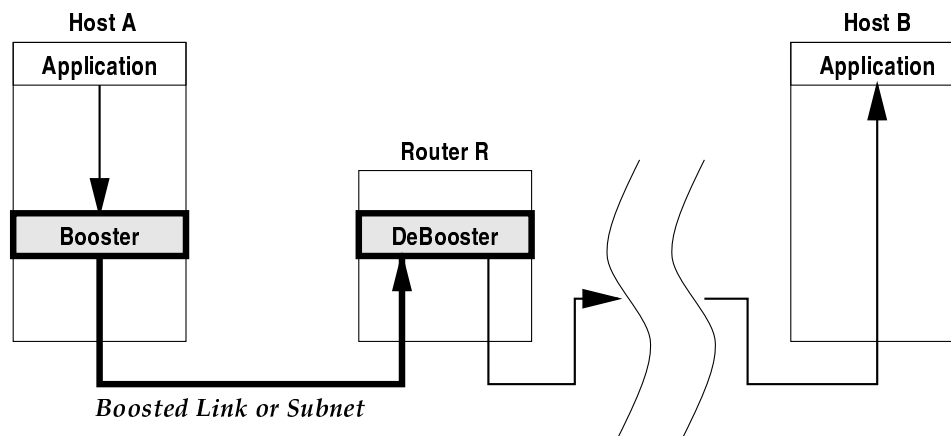 Host A
Host B
Application
Application
Router R
Booster
DeBooster
Boosted Link or Subnet